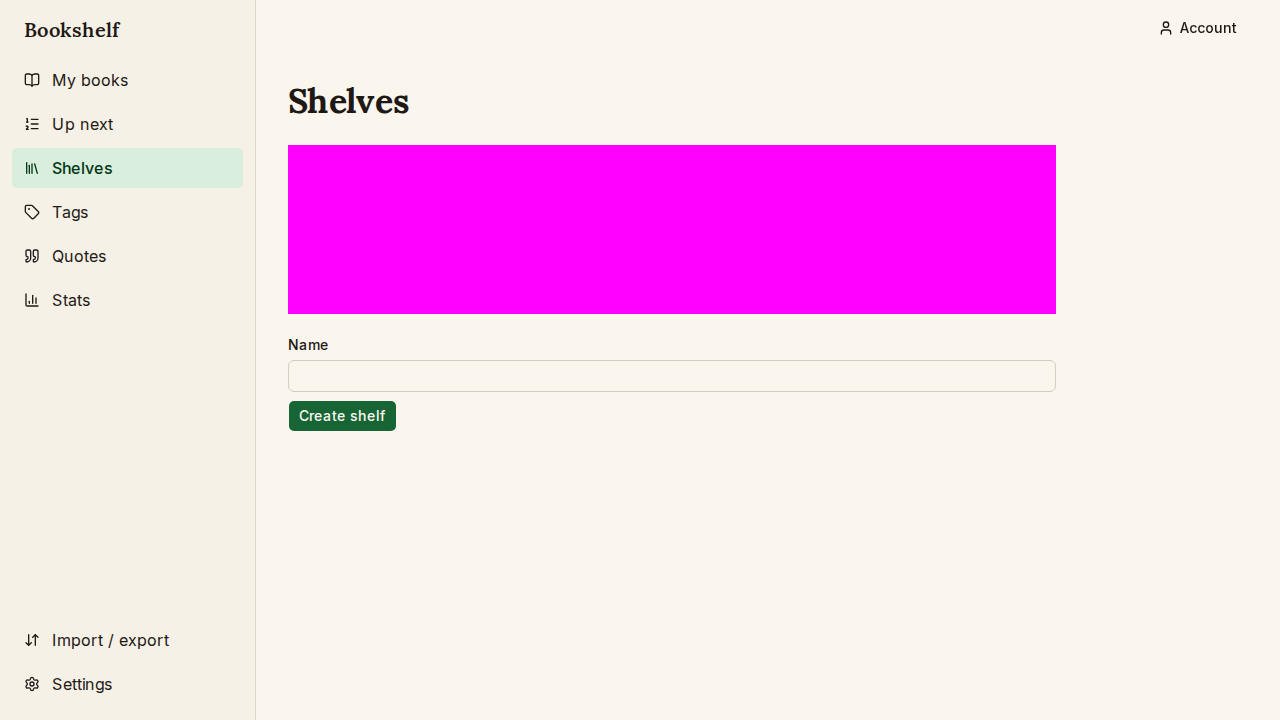 Bookshelf
Account
My books
Up next
Shelves
Tags
Quotes
Stats
Import / export
Settings
Shelves
Name
Create shelf